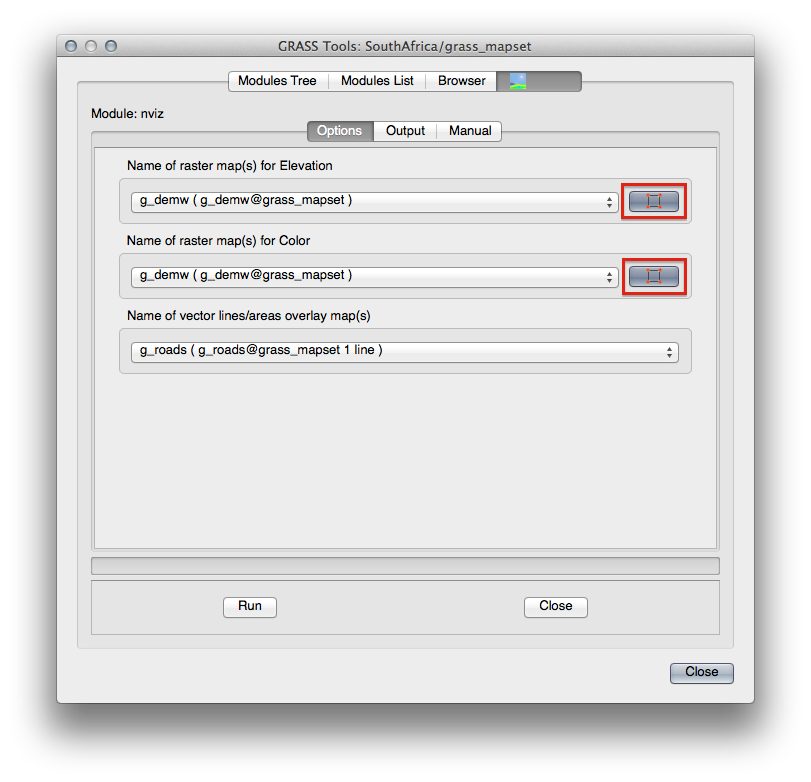 GRASS Tools: SouthAfrica/grass_mapset
Modules Tree Modules List Browser
Module: nviz
Options Output Manual
Name of raster map(s) for Elevation
g_demw ( g_demw@grass_mapset )
Name of raster map(s) for Color
g_demw ( g_demw@grass_mapset )
Name of vector lines/areas overlay map(s)
g_roads ( g_roads@grass_mapset 1 line )
Run Close
Close